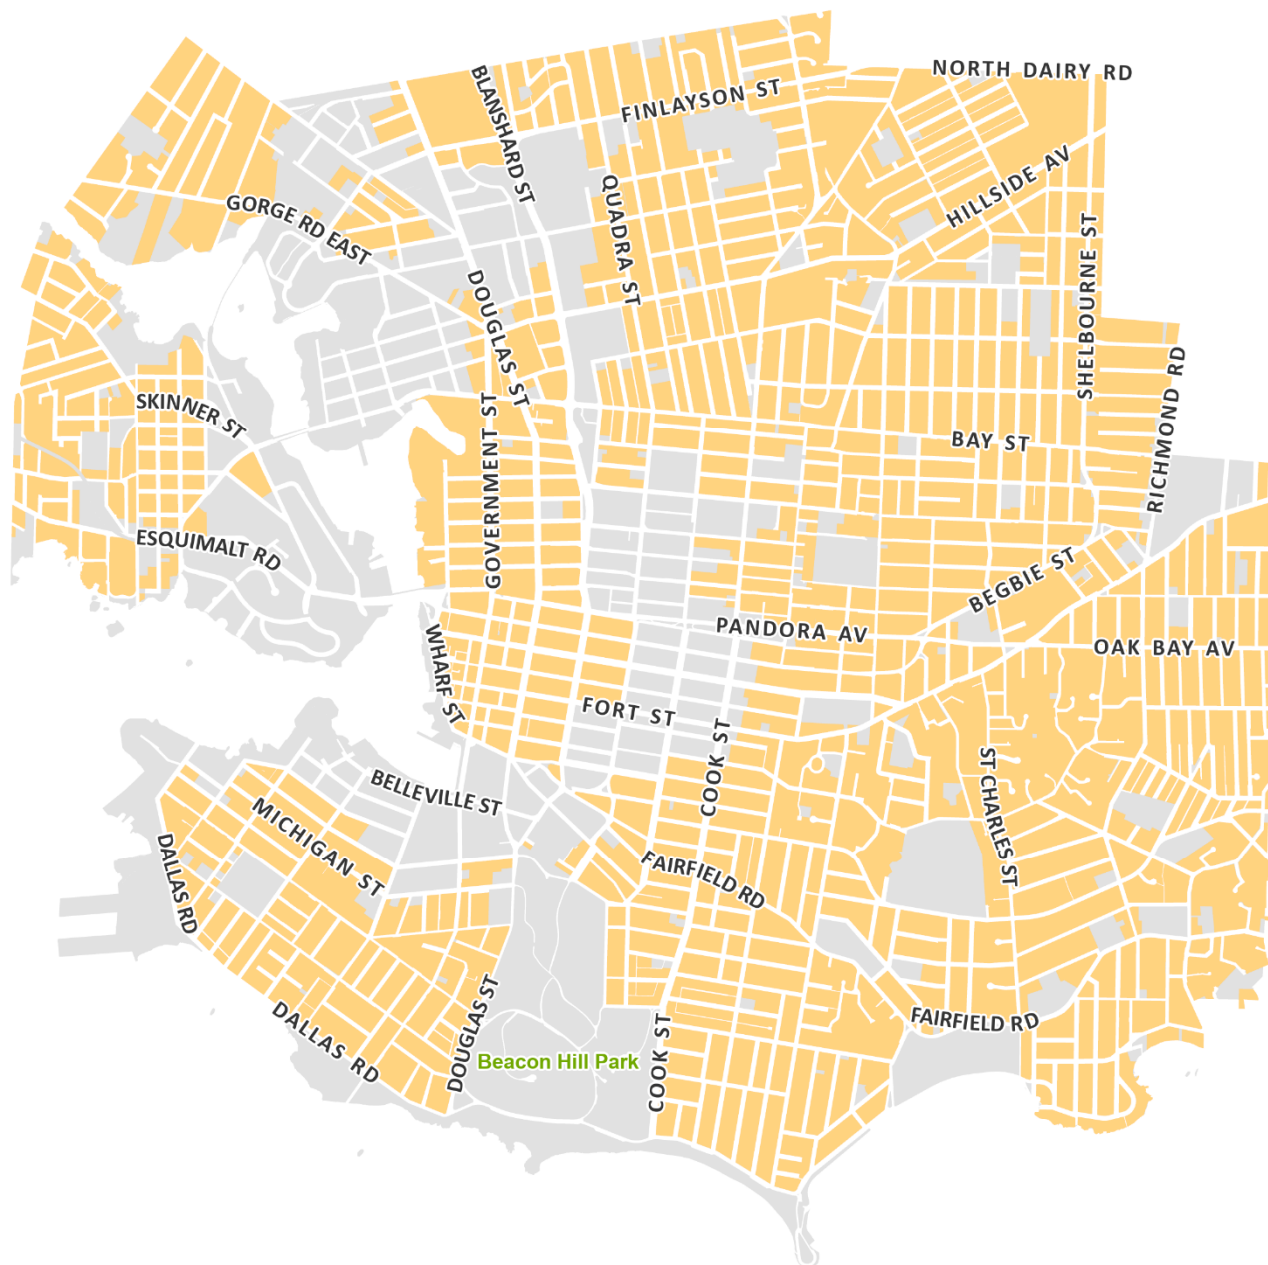 NORTH DAIRY RD
BLANSHARD ST
FINLAYSON ST
HILLSIDE AV
QUADRA ST
GORGE RD EAST
SHELBOURNE ST
DOUGLAS ST
RICHMOND RD
SKINNER ST
GOVERNMENT ST
BAY ST
ESQUIMALT RD
BEGBIE ST
PANDORA AV
OAK BAY AV
WHARF ST
FORT ST
COOK ST
ST CHARLES ST
BELLEVILLE ST
MICHIGAN ST
DALLAS RD
FAIRFIELD RD
DOUGLAS ST
DALLAS RD
FAIRFIELD RD
COOK ST
Beacon Hill Park